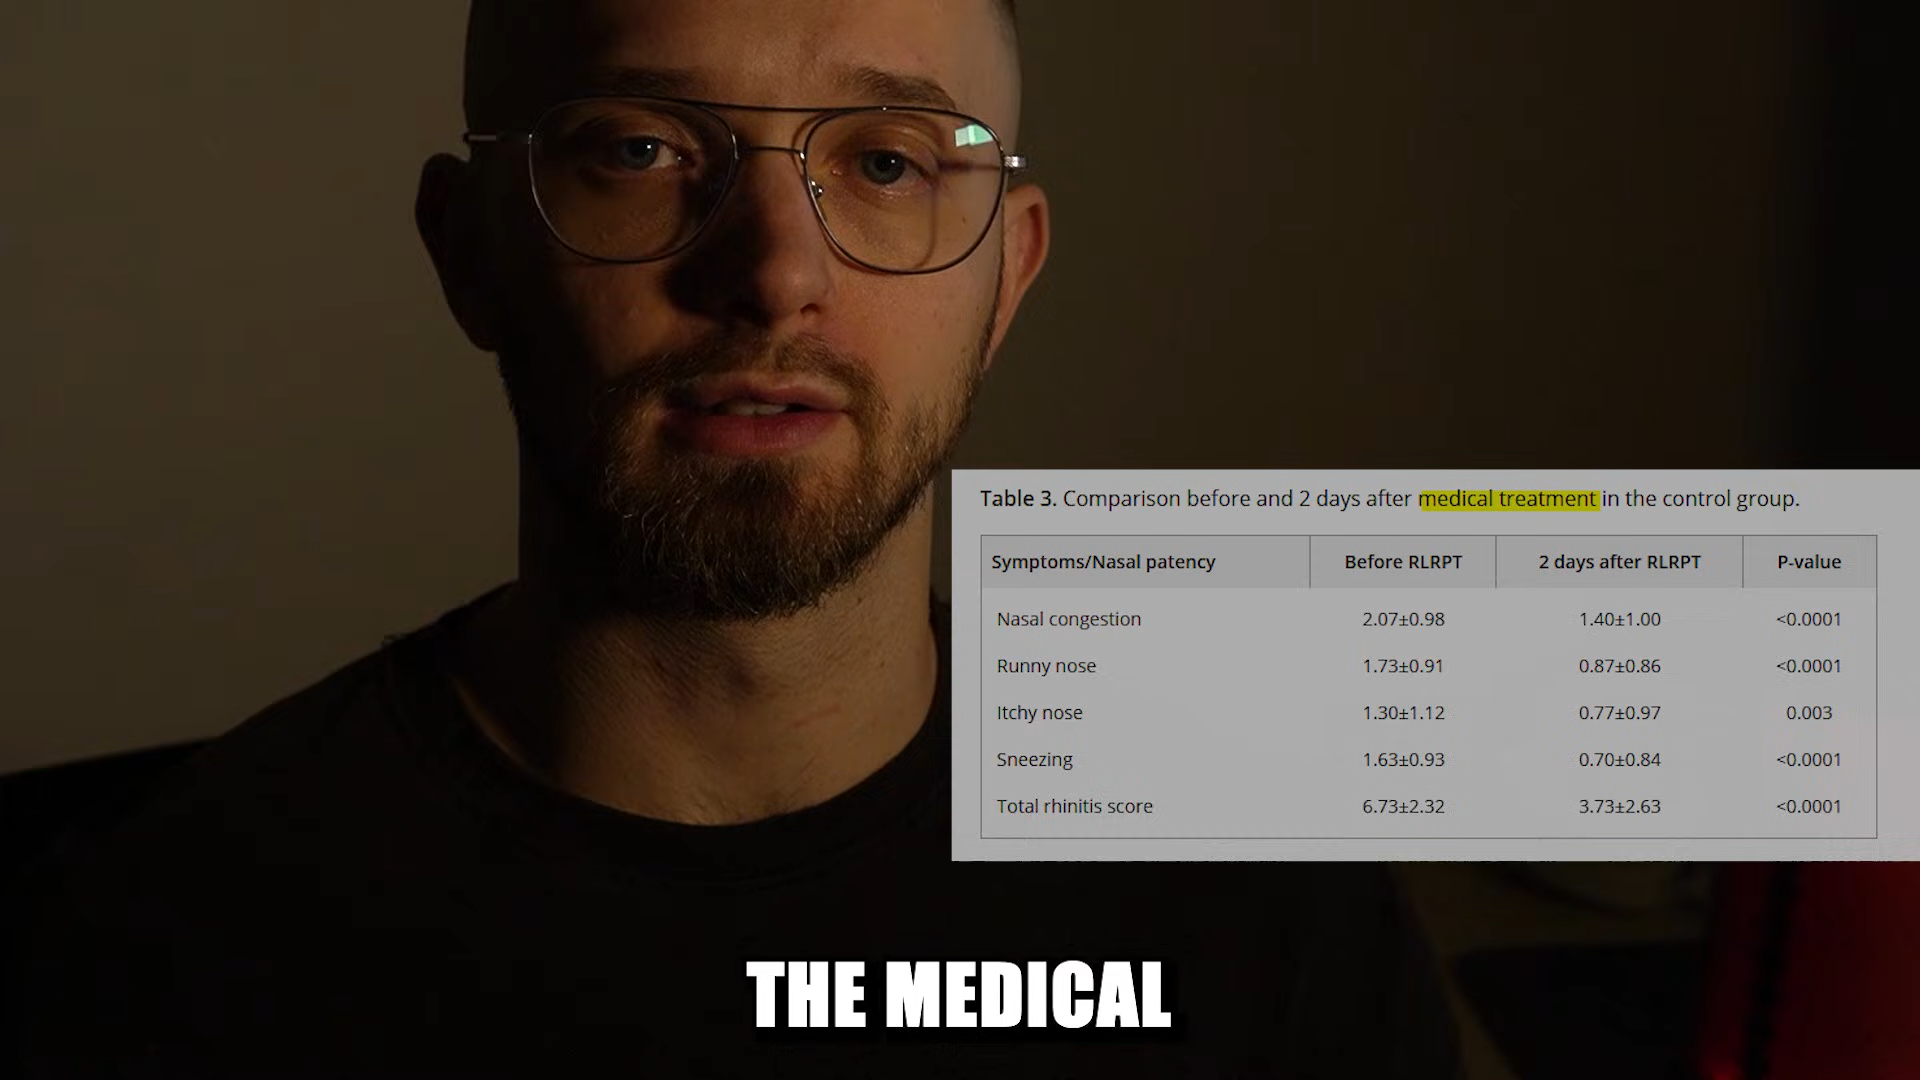 Table 3. Comparison before and 2 days after medical treatment in the control group.
Symptoms/Nasal patency Before RLRPT 2 days after RLRPT P-value
Nasal congestion 2.07±0.98 1.40±1.00 <0.0001
Runny nose 1.73±0.91 0.87±0.86 <0.0001
Itchy nose 1.30±1.12 0.77±0.97 0.003
Sneezing 1.63±0.93 0.70±0.84 <0.0001
Total rhinitis score 6.73±2.32 3.73±2.63 <0.0001
THE MEDICAL